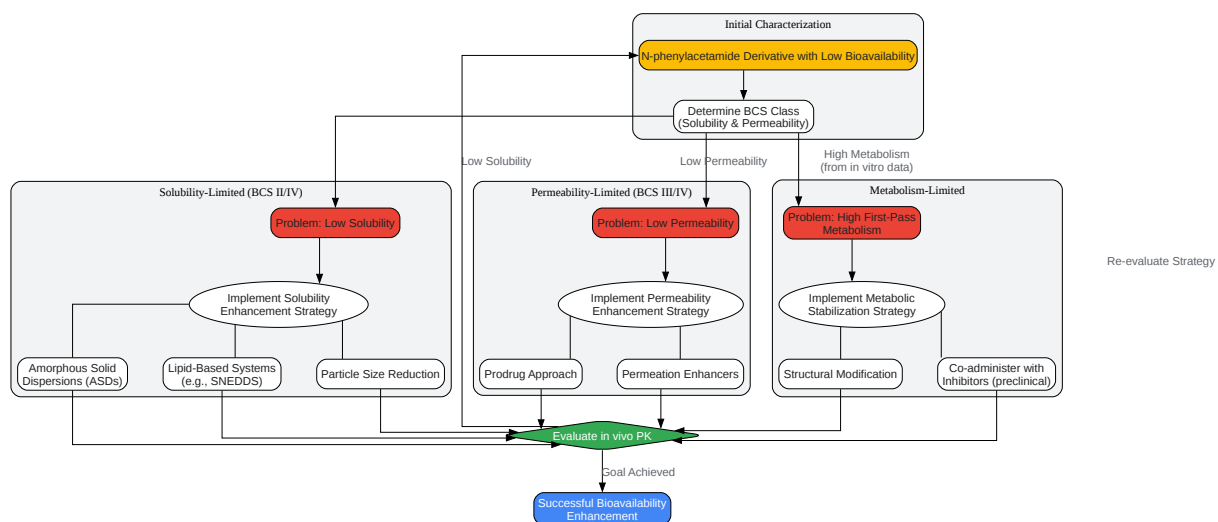 Initial Characterization
N-phenylacetamide Derivative with Low Bioavailability
Determine BCS Class
(Solubility & Permeability)
Low Solubility
Low Permeability
High Metabolism
(from in vitro data)
Solubility-Limited (BCS II/IV)
Problem: Low Solubility
Implement Solubility
Enhancement Strategy
Amorphous Solid
Dispersions (ASDs)
Lipid-Based Systems
(e.g., SNEDDS)
Particle Size Reduction
Permeability-Limited (BCS III/IV)
Problem: Low Permeability
Implement Permeability
Enhancement Strategy
Prodrug Approach
Permeation Enhancers
Metabolism-Limited
Problem: High First-Pass
Metabolism
Implement Metabolic
Stabilization Strategy
Structural Modification
Co-administer with
Inhibitors (preclinical)
Re-evaluate Strategy
Evaluate in vivo PK
Goal Achieved
Successful Bioavailability
Enhancement